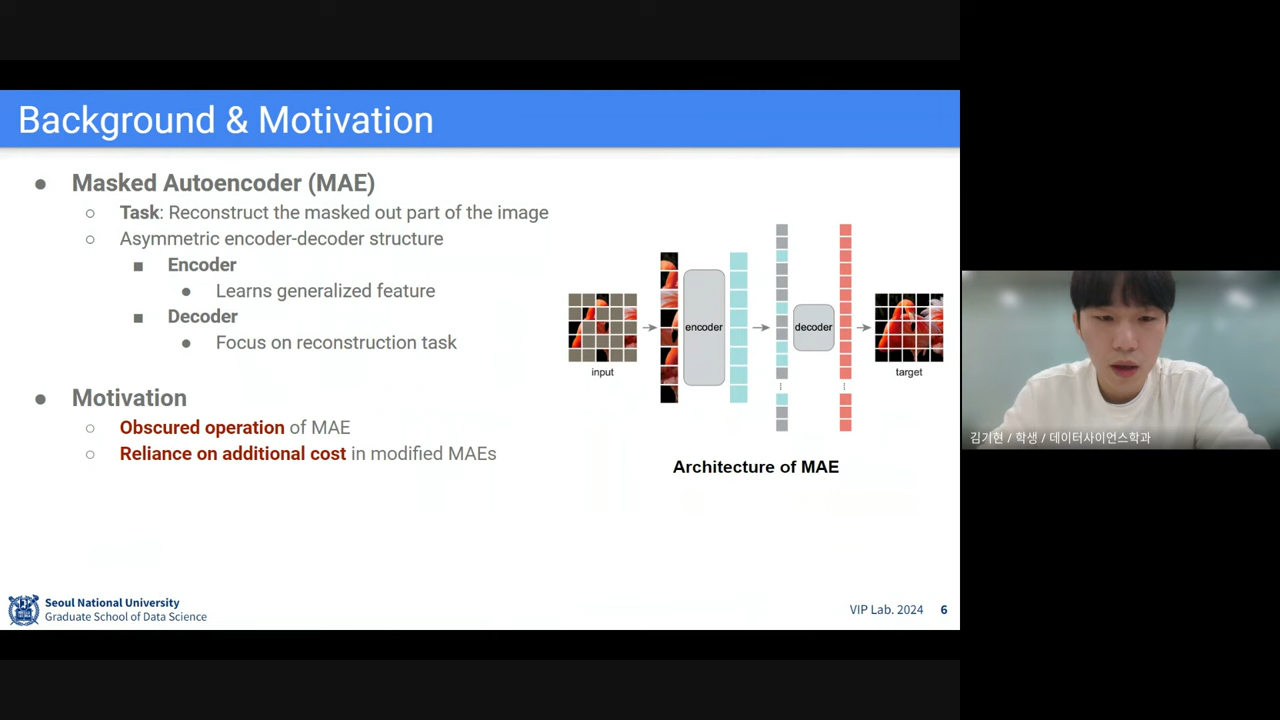 Background & Motivation
● Masked Autoencoder (MAE)
○ Task: Reconstruct the masked out part of the image
○ Asymmetric encoder-decoder structure
■ Encoder
● Learns generalized feature
■ Decoder
● Focus on reconstruction task
● Motivation
○ Obscured operation of MAE
○ Reliance on additional cost in modified MAEs
input
encoder
decoder
target
Architecture of MAE
김기현 / 학생 / 데이터사이언스학과
Seoul National University
Graduate School of Data Science
VIP Lab. 2024 6